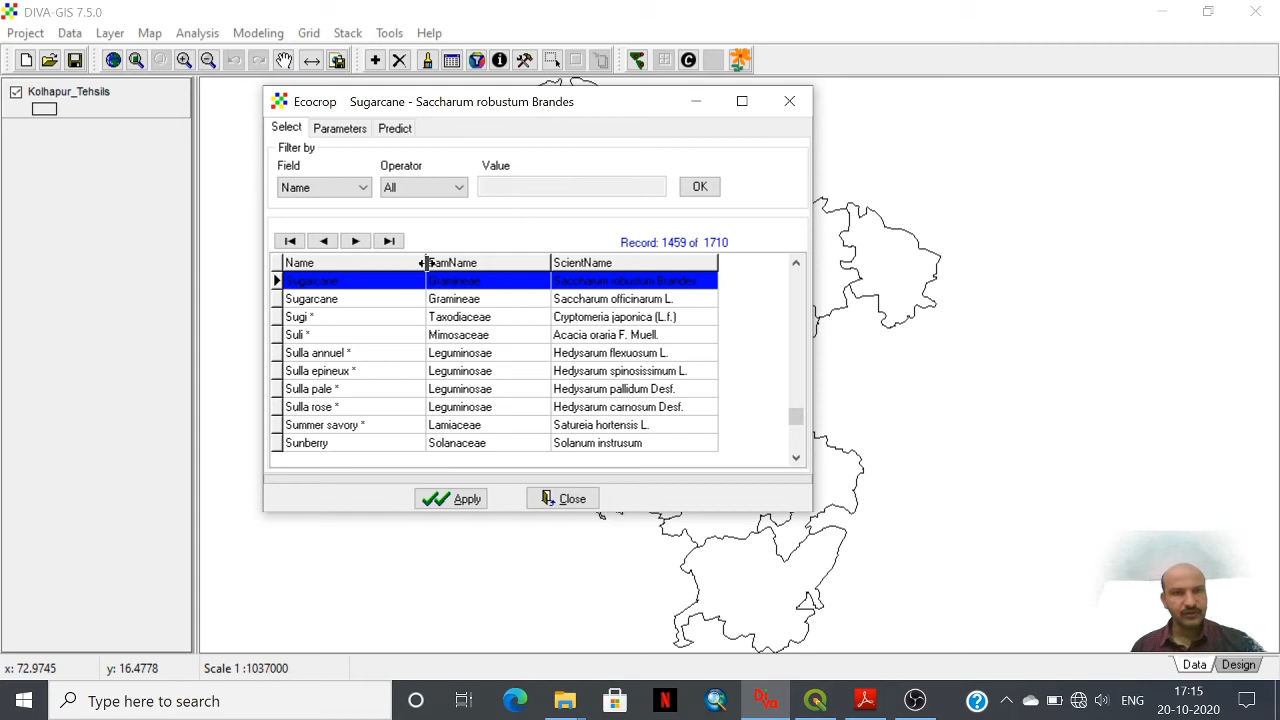 DIVA-GIS 7.5.0
Project Data Layer Map Analysis Modeling Grid Stack Tools Help
Kolhapur_Tehsils
Ecocrop Sugarcane - Saccharum robustum Brandes
Select Parameters Predict
Filter by
Field Operator Value
Name All OK
Record: 1459 of 1710
Name FamName ScientName
Sugarcane Gramineae Saccharum robustum Brandes
Sugarcane Gramineae Saccharum officinarum L.
Sugi * Taxodiaceae Cryptomeria japonica (L.f.)
Suli * Mimosaceae Acacia oraria F. Muell.
Sulla annuel * Leguminosae Hedysarum flexuosum L.
Sulla epineux * Leguminosae Hedysarum spinosissimum L.
Sulla pale * Leguminosae Hedysarum pallidum Desf.
Sulla rose * Leguminosae Hedysarum carnosum Desf.
Summer savory * Lamiaceae Satureia hortensis L.
Sunberry Solanaceae Solanum instrusum
Apply Close
x: 72.9745 y: 16.4778 Scale 1 :1037000 Data Design
Type here to search ENG 17:15
20-10-2020